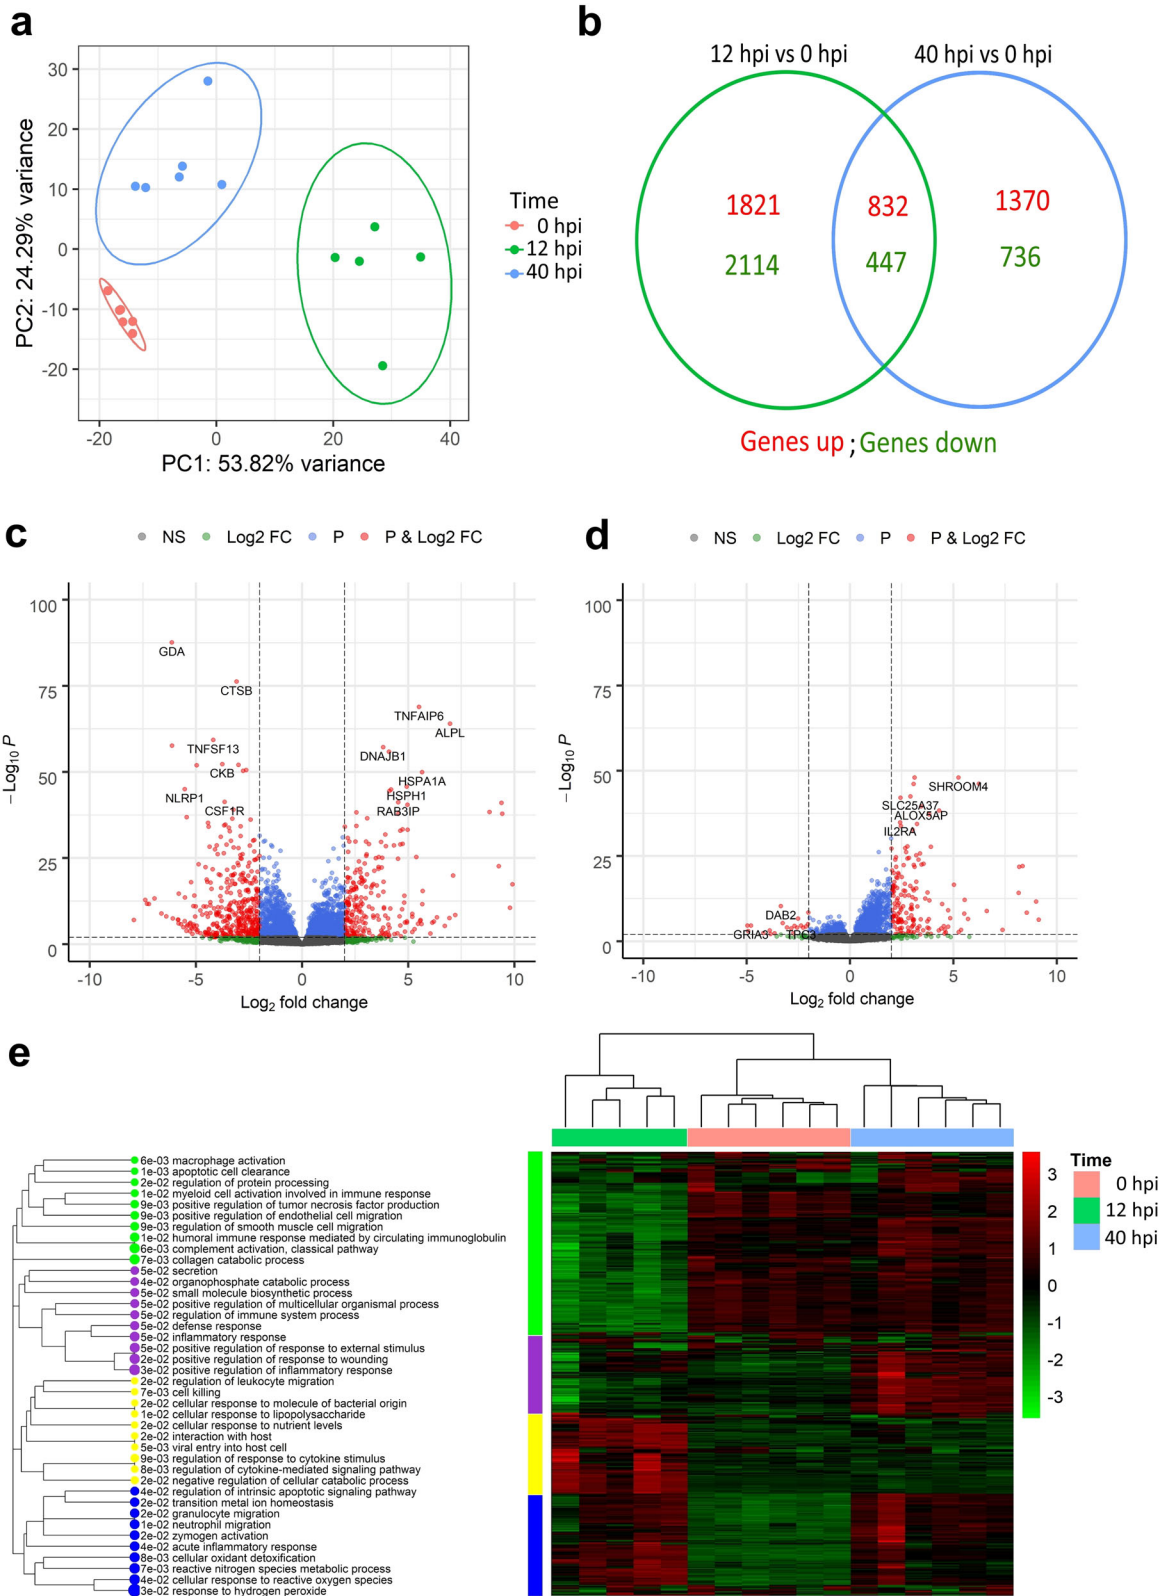 a
30
20
10
0
-10
-20
-20
0
20
40
PC1: 53.82% variance
PC2: 24.29% variance
Time
0 hpi
12 hpi
40 hpi
b
12 hpi vs 0 hpi
40 hpi vs 0 hpi
1821
832
1370
2114
447
736
Genes up ; Genes down
c
NS
Log2 FC
P
P & Log2 FC
100
75
50
25
0
-10
-5
0
5
10
Log2 fold change
−Log10 P
GDA
CTSB
TNFAIP6
ALPL
TNFSF13
DNAJB1
CKB
HSPA1A
NLRP1
HSPH1
CSF1R
RAB3IP
d
NS
Log2 FC
P
P & Log2 FC
100
75
50
25
0
-10
-5
0
5
10
Log2 fold change
−Log10 P
SHROOM4
SLC25A37
ALOX5AP
IL2RA
DAB2
GRIA3
TPC3
e
6e-03 macrophage activation
1e-03 apoptotic cell clearance
2e-02 regulation of protein processing
1e-02 myeloid cell activation involved in immune response
9e-03 positive regulation of tumor necrosis factor production
9e-03 positive regulation of endothelial cell migration
9e-03 regulation of smooth muscle cell migration
1e-02 humoral immune response mediated by circulating immunoglobulin
6e-03 complement activation, classical pathway
7e-03 collagen catabolic process
5e-02 secretion
4e-02 organophosphate catabolic process
5e-02 small molecule biosynthetic process
5e-02 positive regulation of multicellular organismal process
5e-02 regulation of immune system process
5e-02 defense response
5e-02 inflammatory response
5e-02 positive regulation of response to external stimulus
2e-02 positive regulation of response to wounding
3e-02 positive regulation of inflammatory response
2e-02 regulation of leukocyte migration
7e-03 cell killing
2e-02 cellular response to molecule of bacterial origin
1e-02 cellular response to lipopolysaccharide
2e-02 cellular response to nutrient levels
2e-02 interaction with host
5e-03 viral entry into host cell
9e-03 regulation of response to cytokine stimulus
8e-03 regulation of cytokine-mediated signaling pathway
2e-02 negative regulation of cellular catabolic process
4e-02 regulation of intrinsic apoptotic signaling pathway
2e-02 transition metal ion homeostasis
2e-02 granulocyte migration
1e-02 neutrophil migration
2e-02 zymogen activation
4e-02 acute inflammatory response
8e-03 cellular oxidant detoxification
7e-03 reactive nitrogen species metabolic process
4e-02 cellular response to reactive oxygen species
3e-02 response to hydrogen peroxide
3
2
1
0
-1
-2
-3
Time
0 hpi
12 hpi
40 hpi